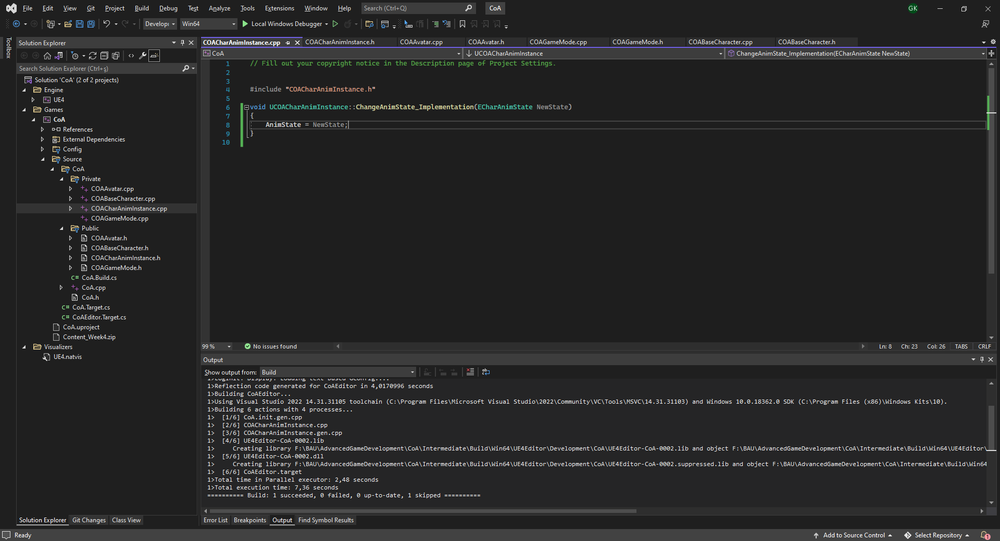 File Edit View Git Project Build Debug Test Analyze Tools Extensions Window Help Search (Ctrl+Q) CoA GK
Developı Win64 Local Windows Debugger
Toolbox
Solution Explorer
Search Solution Explorer (Ctrl+ş)
Solution 'CoA' (2 of 2 projects)
Engine
UE4
Games
CoA
References
External Dependencies
Config
Source
CoA
Private
COAAvatar.cpp
COABaseCharacter.cpp
COACharAnimInstance.cpp
COAGameMode.cpp
Public
COAAvatar.h
COABaseCharacter.h
COACharAnimInstance.h
COAGameMode.h
C# CoA.Build.cs
CoA.cpp
CoA.h
C# CoA.Target.cs
C# CoAEditor.Target.cs
CoA.uproject
Content_Week4.zip
Visualizers
UE4.natvis
Solution Explorer Git Changes Class View
COACharAnimInstance.cpp COACharAnimInstance.h COAAvatar.cpp COAAvatar.h COAGameMode.cpp COAGameMode.h COABaseCharacter.cpp COABaseCharacter.h
CoA UCOACharAnimInstance ChangeAnimState_Implementation(ECharAnimState NewState)
1 // Fill out your copyright notice in the Description page of Project Settings.
2
3
4 #include "COACharAnimInstance.h"
5
6 void UCOACharAnimInstance::ChangeAnimState_Implementation(ECharAnimState NewState)
7 {
8 AnimState = NewState;
9 }
10
99 % No issues found Ln: 8 Ch: 23 Col: 26 TABS CRLF
Output
Show output from: Build
1>LogInit: Display: Loading text-based GConfig....
1>Reflection code generated for CoAEditor in 4,0170996 seconds
1>Building CoAEditor...
1>Using Visual Studio 2022 14.31.31105 toolchain (C:\Program Files\Microsoft Visual Studio\2022\Community\VC\Tools\MSVC\14.31.31103) and Windows 10.0.18362.0 SDK (C:\Program Files (x86)\Windows Kits\10).
1>Building 6 actions with 4 processes...
1> [1/6] CoA.init.gen.cpp
1> [2/6] COACharAnimInstance.cpp
1> [3/6] COACharAnimInstance.gen.cpp
1> [4/6] UE4Editor-CoA-0002.lib
1> Creating library F:\BAU\AdvancedGameDevelopment\CoA\Intermediate\Build\Win64\UE4Editor\Development\CoA\UE4Editor-CoA-0002.lib and object F:\BAU\AdvancedGameDevelopment\CoA\Intermediate\Build\Win64\UE4Editor\
1> [5/6] UE4Editor-CoA-0002.dll
1> Creating library F:\BAU\AdvancedGameDevelopment\CoA\Intermediate\Build\Win64\UE4Editor\Development\CoA\UE4Editor-CoA-0002.suppressed.lib and object F:\BAU\AdvancedGameDevelopment\CoA\Intermediate\Build\Win64
1> [6/6] CoAEditor.target
1>Total time in Parallel executor: 2,48 seconds
1>Total execution time: 7,36 seconds
========== Build: 1 succeeded, 0 failed, 0 up-to-date, 1 skipped ==========
Error List Breakpoints Output Find Symbol Results
Ready Add to Source Control Select Repository 1